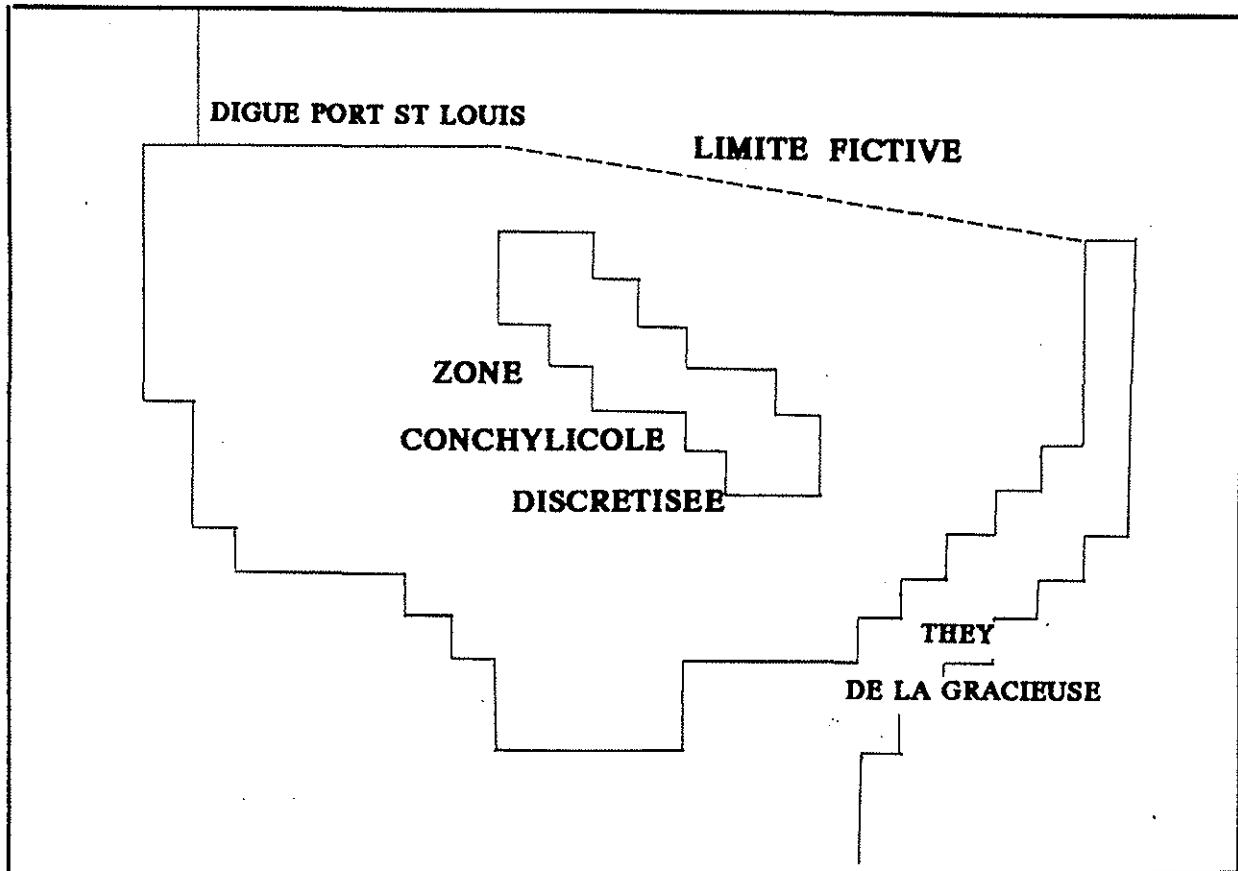 DIGUE PORT ST LOUIS
LIMITE FICTIVE
ZONE
CONCHYLICOLE
DISCRETISEE
THEY
DE LA GRACIEUSE